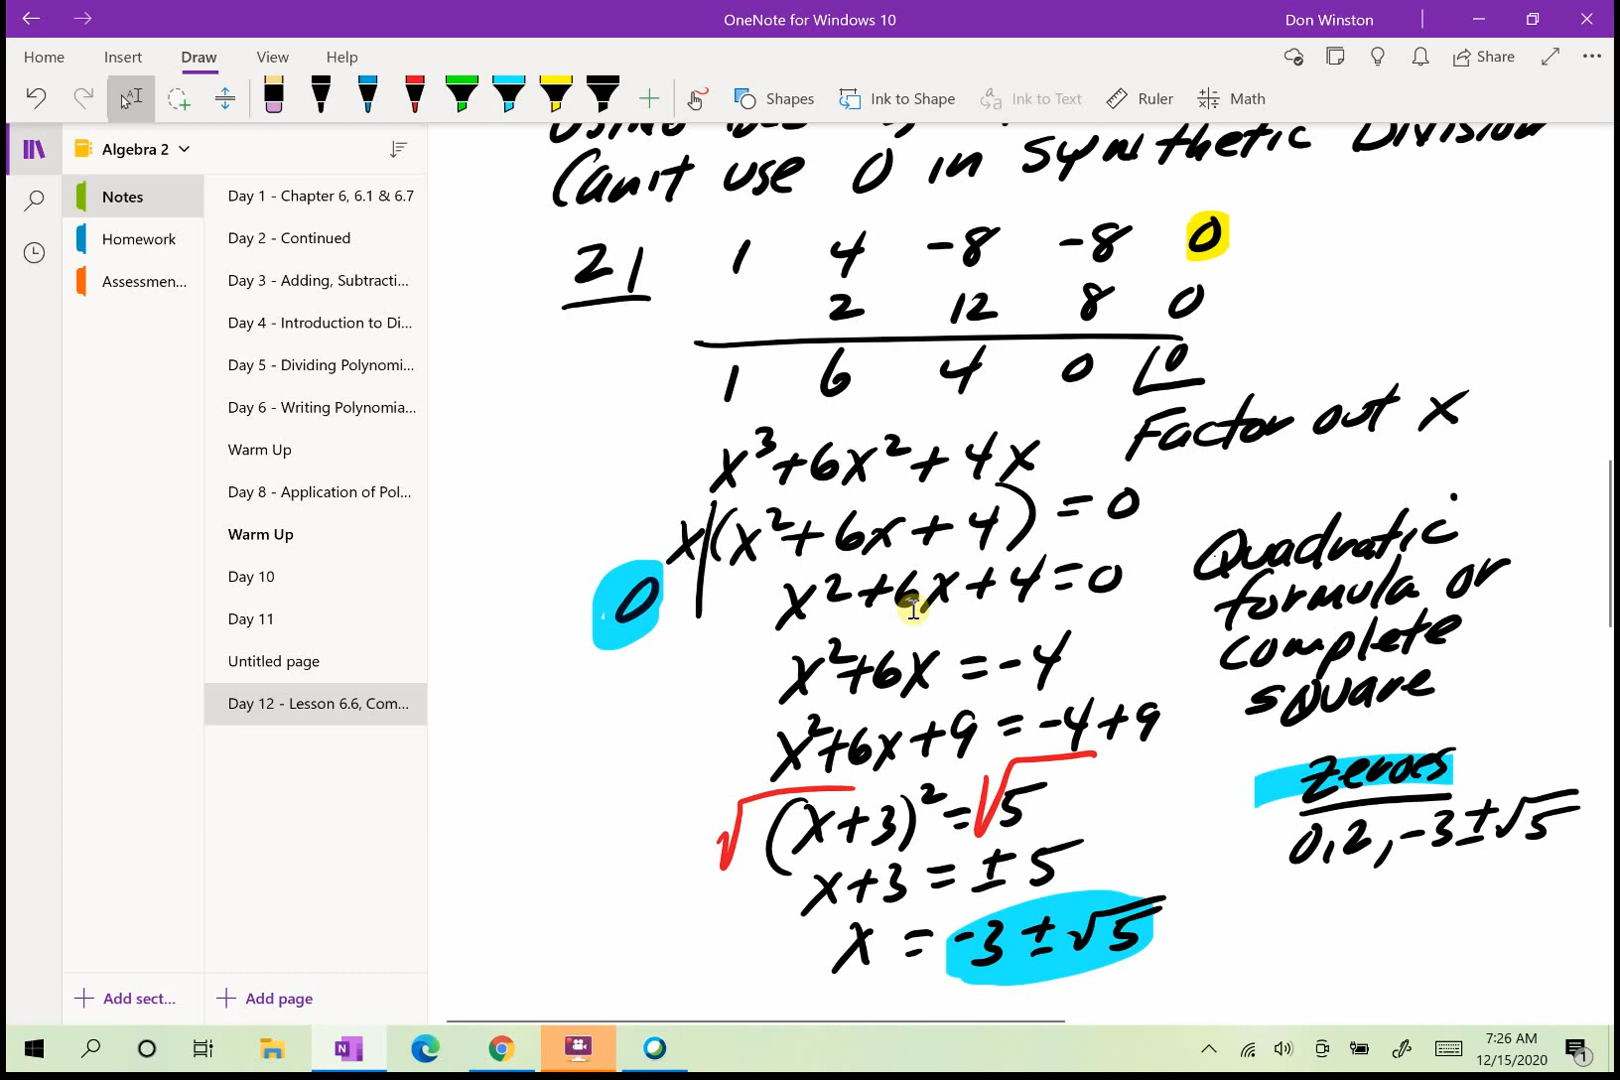 OneNote for Windows 10
Don Winston
Home Insert Draw View Help
Share
Shapes Ink to Shape Ink to Text Ruler Math
Algebra 2
Notes
Homework
Assessmen...
Day 1 - Chapter 6, 6.1 & 6.7
Day 2 - Continued
Day 3 - Adding, Subtracti...
Day 4 - Introduction to Di...
Day 5 - Dividing Polynomi...
Day 6 - Writing Polynomia...
Warm Up
Day 8 - Application of Pol...
Warm Up
Day 10
Day 11
Untitled page
Day 12 - Lesson 6.6, Com...
Add sect...
Add page
Can't use 0 in synthetic Division
2| 1 4 -8 -8 0
2 12 8 0
1 6 4 0 |0
Factor out x
x³+6x²+4x
x(x²+6x+4) = 0
0
x²+6x+4=0
Quadratic
formula or
complete
square
x²+6x = -4
x²+6x+9 = -4+9
√(x+3)² = √5
x+3 = ±5
x = -3 ± √5
Zeroes
0, 2, -3 ± √5
7:26 AM
12/15/2020
1